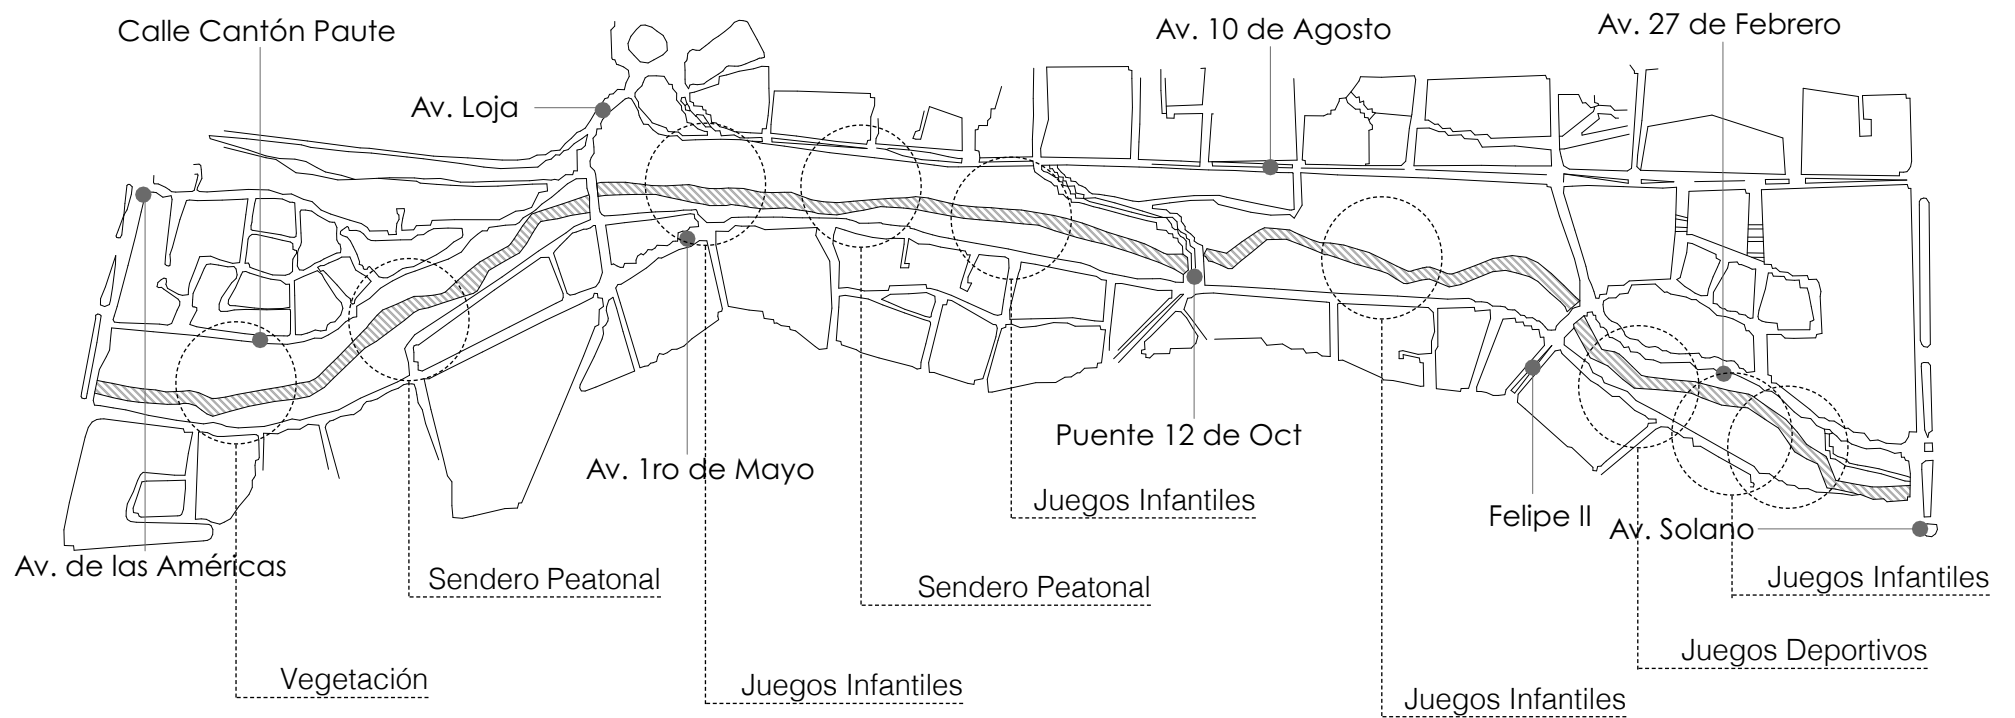 Calle Cantón Paute
Av. 10 de Agosto
Av. 27 de Febrero
Av. Loja
Puente 12 de Oct
Av. 1ro de Mayo
Juegos Infantiles
Felipe II
Av. Solano
Av. de las Américas
Sendero Peatonal
Sendero Peatonal
Juegos Infantiles
Juegos Deportivos
Vegetación
Juegos Infantiles
Juegos Infantiles